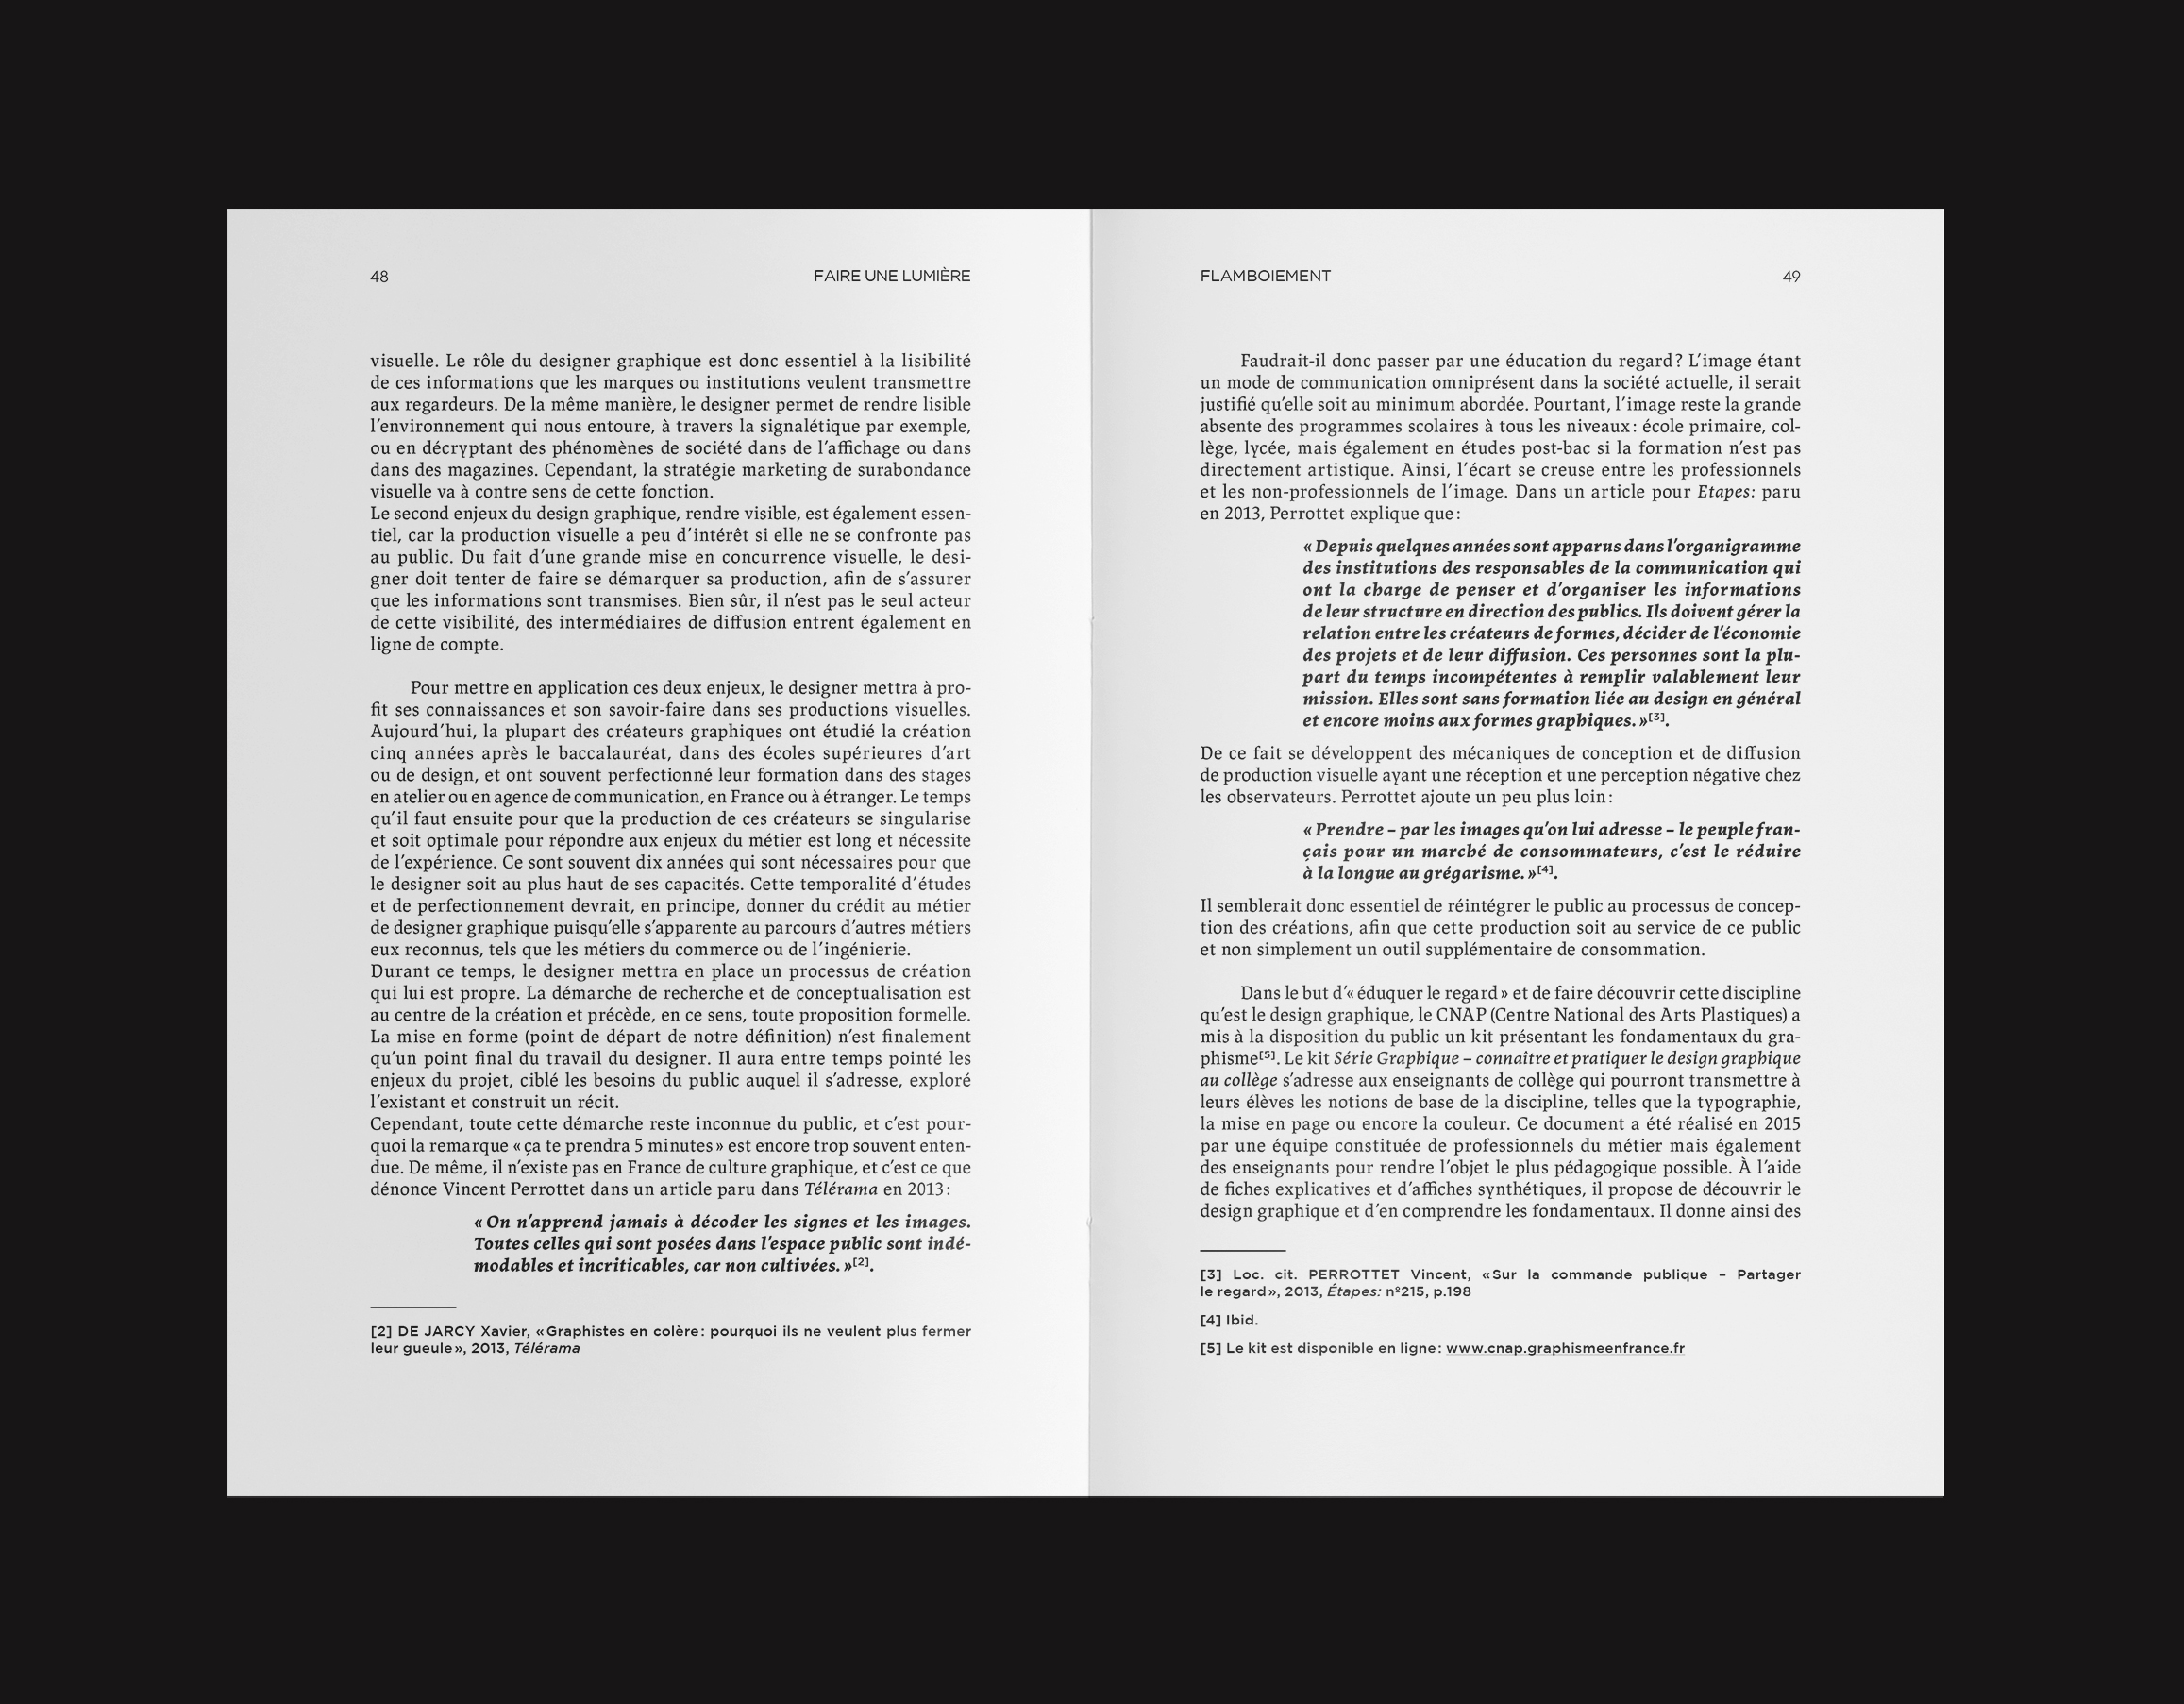 48
FAIRE UNE LUMIÈRE
visuelle. Le rôle du designer graphique est donc essentiel à la lisibilité
de ces informations que les marques ou institutions veulent transmettre
aux regardeurs. De la même manière, le designer permet de rendre lisible
l’environnement qui nous entoure, à travers la signalétique par exemple,
ou en décryptant des phénomènes de société dans de l’affichage ou dans
dans des magazines. Cependant, la stratégie marketing de surabondance
visuelle va à contre sens de cette fonction.
Le second enjeux du design graphique, rendre visible, est également essen-
tiel, car la production visuelle a peu d’intérêt si elle ne se confronte pas
au public. Du fait d’une grande mise en concurrence visuelle, le desi-
gner doit tenter de faire se démarquer sa production, afin de s’assurer
que les informations sont transmises. Bien sûr, il n’est pas le seul acteur
de cette visibilité, des intermédiaires de diffusion entrent également en
ligne de compte.
Pour mettre en application ces deux enjeux, le designer mettra à pro-
fit ses connaissances et son savoir-faire dans ses productions visuelles.
Aujourd’hui, la plupart des créateurs graphiques ont étudié la création
cinq années après le baccalauréat, dans des écoles supérieures d’art
ou de design, et ont souvent perfectionné leur formation dans des stages
en atelier ou en agence de communication, en France ou à étranger. Le temps
qu’il faut ensuite pour que la production de ces créateurs se singularise
et soit optimale pour répondre aux enjeux du métier est long et nécessite
de l’expérience. Ce sont souvent dix années qui sont nécessaires pour que
le designer soit au plus haut de ses capacités. Cette temporalité d’études
et de perfectionnement devrait, en principe, donner du crédit au métier
de designer graphique puisqu’elle s’apparente au parcours d’autres métiers
eux reconnus, tels que les métiers du commerce ou de l’ingénierie.
Durant ce temps, le designer mettra en place un processus de création
qui lui est propre. La démarche de recherche et de conceptualisation est
au centre de la création et précède, en ce sens, toute proposition formelle.
La mise en forme (point de départ de notre définition) n’est finalement
qu’un point final du travail du designer. Il aura entre temps pointé les
enjeux du projet, ciblé les besoins du public auquel il s’adresse, exploré
l’existant et construit un récit.
Cependant, toute cette démarche reste inconnue du public, et c’est pour-
quoi la remarque « ça te prendra 5 minutes » est encore trop souvent enten-
due. De même, il n’existe pas en France de culture graphique, et c’est ce que
dénonce Vincent Perrottet dans un article paru dans Télérama en 2013 :
« On n’apprend jamais à décoder les signes et les images.
Toutes celles qui sont posées dans l’espace public sont indé-
modables et incriticables, car non cultivées. »[2].
[2] DE JARCY Xavier, « Graphistes en colère : pourquoi ils ne veulent plus fermer
leur gueule », 2013, Télérama
FLAMBOIEMENT
49
Faudrait-il donc passer par une éducation du regard ? L’image étant
un mode de communication omniprésent dans la société actuelle, il serait
justifié qu’elle soit au minimum abordée. Pourtant, l’image reste la grande
absente des programmes scolaires à tous les niveaux : école primaire, col-
lège, lycée, mais également en études post-bac si la formation n’est pas
directement artistique. Ainsi, l’écart se creuse entre les professionnels
et les non-professionnels de l’image. Dans un article pour Etapes: paru
en 2013, Perrottet explique que :
« Depuis quelques années sont apparus dans l’organigramme
des institutions des responsables de la communication qui
ont la charge de penser et d’organiser les informations
de leur structure en direction des publics. Ils doivent gérer la
relation entre les créateurs de formes, décider de l’économie
des projets et de leur diffusion. Ces personnes sont la plu-
part du temps incompétentes à remplir valablement leur
mission. Elles sont sans formation liée au design en général
et encore moins aux formes graphiques. »[3].
De ce fait se développent des mécaniques de conception et de diffusion
de production visuelle ayant une réception et une perception négative chez
les observateurs. Perrottet ajoute un peu plus loin :
« Prendre – par les images qu’on lui adresse – le peuple fran-
çais pour un marché de consommateurs, c’est le réduire
à la longue au grégarisme. »[4].
Il semblerait donc essentiel de réintégrer le public au processus de concep-
tion des créations, afin que cette production soit au service de ce public
et non simplement un outil supplémentaire de consommation.
Dans le but d’« éduquer le regard » et de faire découvrir cette discipline
qu’est le design graphique, le CNAP (Centre National des Arts Plastiques) a
mis à la disposition du public un kit présentant les fondamentaux du gra-
phisme[5]. Le kit Série Graphique – connaître et pratiquer le design graphique
au collège s’adresse aux enseignants de collège qui pourront transmettre à
leurs élèves les notions de base de la discipline, telles que la typographie,
la mise en page ou encore la couleur. Ce document a été réalisé en 2015
par une équipe constituée de professionnels du métier mais également
des enseignants pour rendre l’objet le plus pédagogique possible. À l’aide
de fiches explicatives et d’affiches synthétiques, il propose de découvrir le
design graphique et d’en comprendre les fondamentaux. Il donne ainsi des
[3] Loc. cit. PERROTTET Vincent, « Sur la commande publique – Partager
le regard », 2013, Étapes: nº215, p.198
[4] Ibid.
[5] Le kit est disponible en ligne : www.cnap.graphismeenfrance.fr